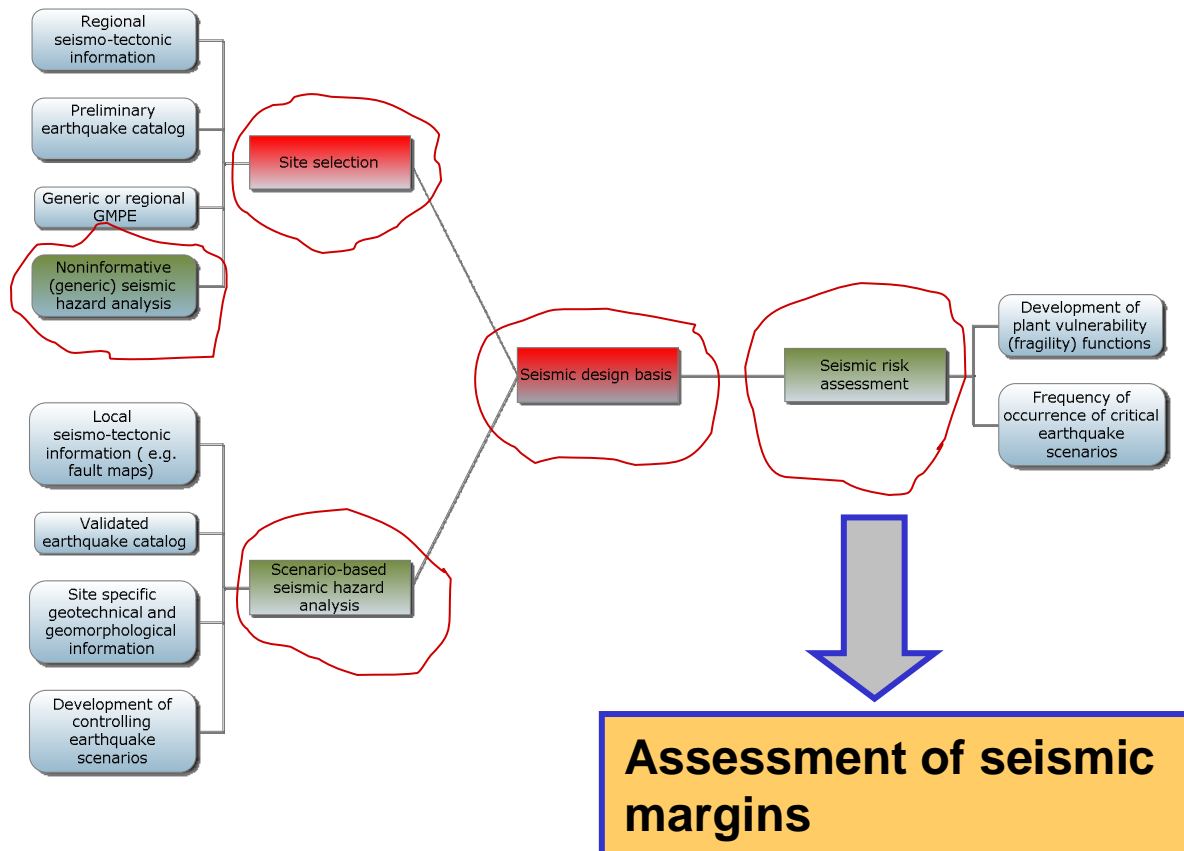 Regional
seismo-tectonic
information
Preliminary
earthquake catalog
Generic or regional
GMPE
Noninformative
(generic) seismic
hazard analysis
Site selection
Local
seismo-tectonic
information ( e.g.
fault maps)
Validated
earthquake catalog
Site specific
geotechnical and
geomorphological
information
Development of
controlling
earthquake
scenarios
Scenario-based
seismic hazard
analysis
Seismic design basis
Seismic risk
assessment
Development of
plant vulnerability
(fragility) functions
Frequency of
occurrence of critical
earthquake
scenarios
Assessment of seismic
margins